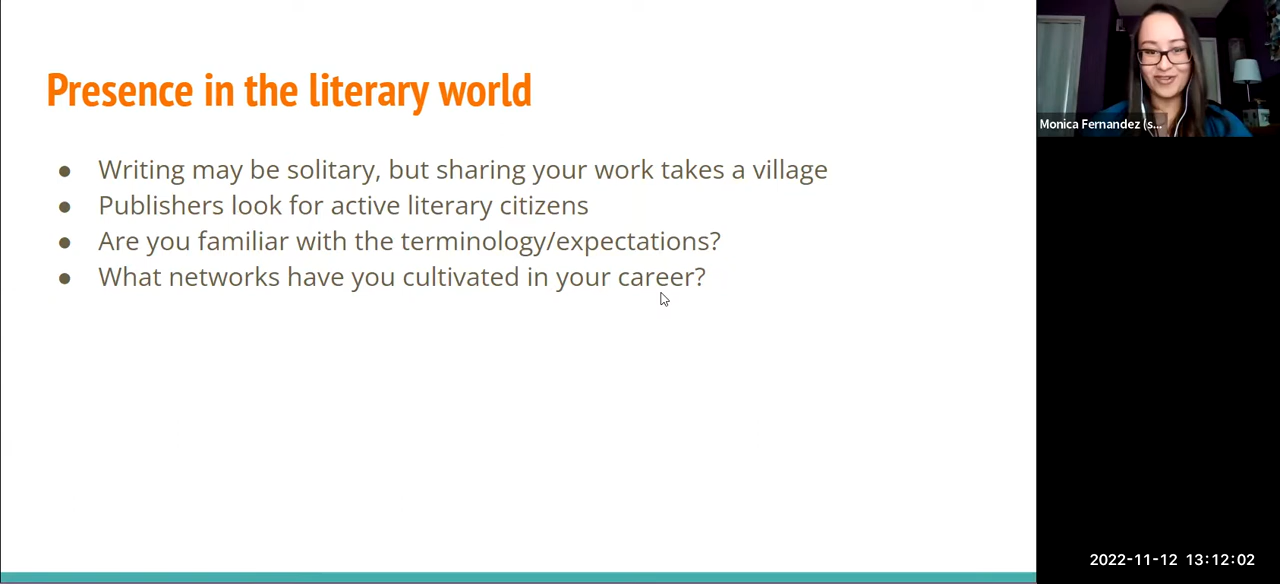 Presence in the literary world
● Writing may be solitary, but sharing your work takes a village
● Publishers look for active literary citizens
● Are you familiar with the terminology/expectations?
● What networks have you cultivated in your career?
Monica Fernandez (s...
2022-11-12 13:12:02